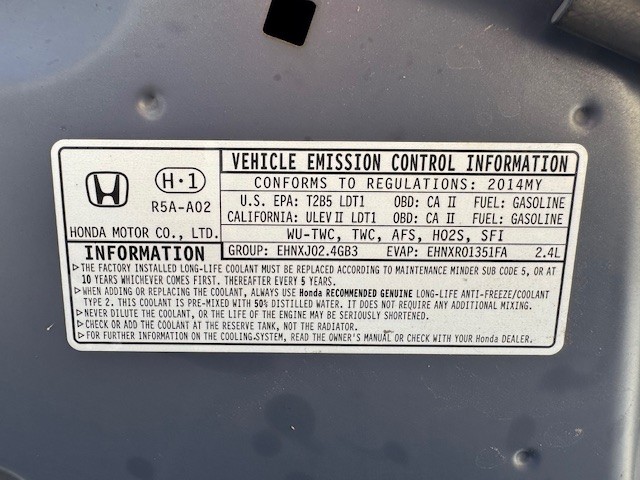 H·1
R5A-A02
HONDA MOTOR CO., LTD.
VEHICLE EMISSION CONTROL INFORMATION
CONFORMS TO REGULATIONS: 2014MY
U.S. EPA: T2B5 LDT1 OBD: CA II FUEL: GASOLINE
CALIFORNIA: ULEV II LDT1 OBD: CA II FUEL: GASOLINE
WU-TWC, TWC, AFS, HO2S, SFI
GROUP: EHNXJ02.4GB3 EVAP: EHNXR01351FA 2.4L
INFORMATION
▷THE FACTORY INSTALLED LONG-LIFE COOLANT MUST BE REPLACED ACCORDING TO MAINTENANCE MINDER SUB CODE 5, OR AT
10 YEARS WHICHEVER COMES FIRST. THEREAFTER EVERY 5 YEARS.
▷WHEN ADDING OR REPLACING THE COOLANT, ALWAYS USE Honda RECOMMENDED GENUINE LONG-LIFE ANTI-FREEZE/COOLANT
TYPE 2. THIS COOLANT IS PRE-MIXED WITH 50% DISTILLED WATER. IT DOES NOT REQUIRE ANY ADDITIONAL MIXING.
▷NEVER DILUTE THE COOLANT, OR THE LIFE OF THE ENGINE MAY BE SERIOUSLY SHORTENED.
▷CHECK OR ADD THE COOLANT AT THE RESERVE TANK, NOT THE RADIATOR.
▷FOR FURTHER INFORMATION ON THE COOLING SYSTEM, READ THE OWNER'S MANUAL OR CHECK WITH YOUR Honda DEALER.